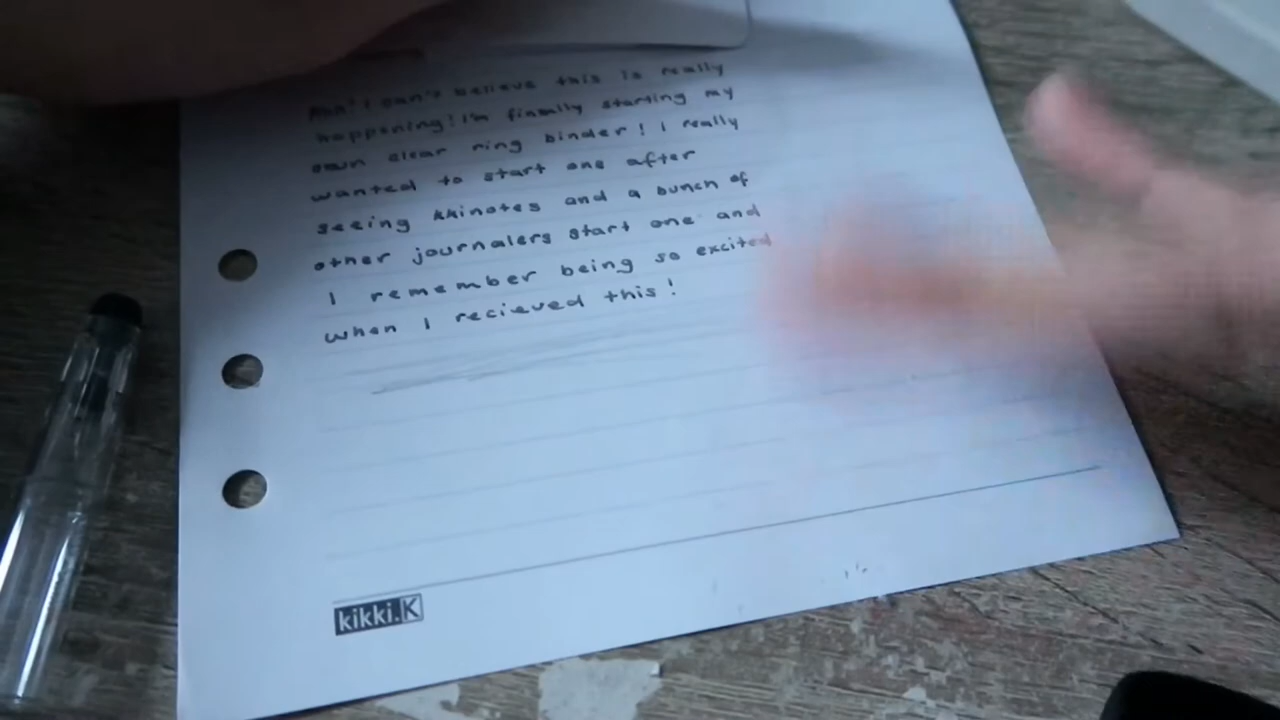 Ahh! I can't believe this is really
happening! I'm finally starting my
own clear ring binder! I really
wanted to start one after
seeing kkinotes and a bunch of
other journalers start one and
I remember being so excited
when I recieved this!
kikki.K